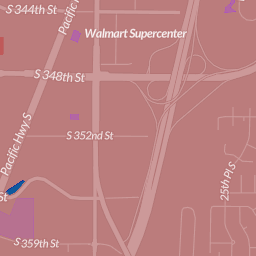 S 344th St
Pacific
Walmart Supercenter
S 348th St
Pacific Hwy S
S 352nd St
25th Pl S
St
S 359th St